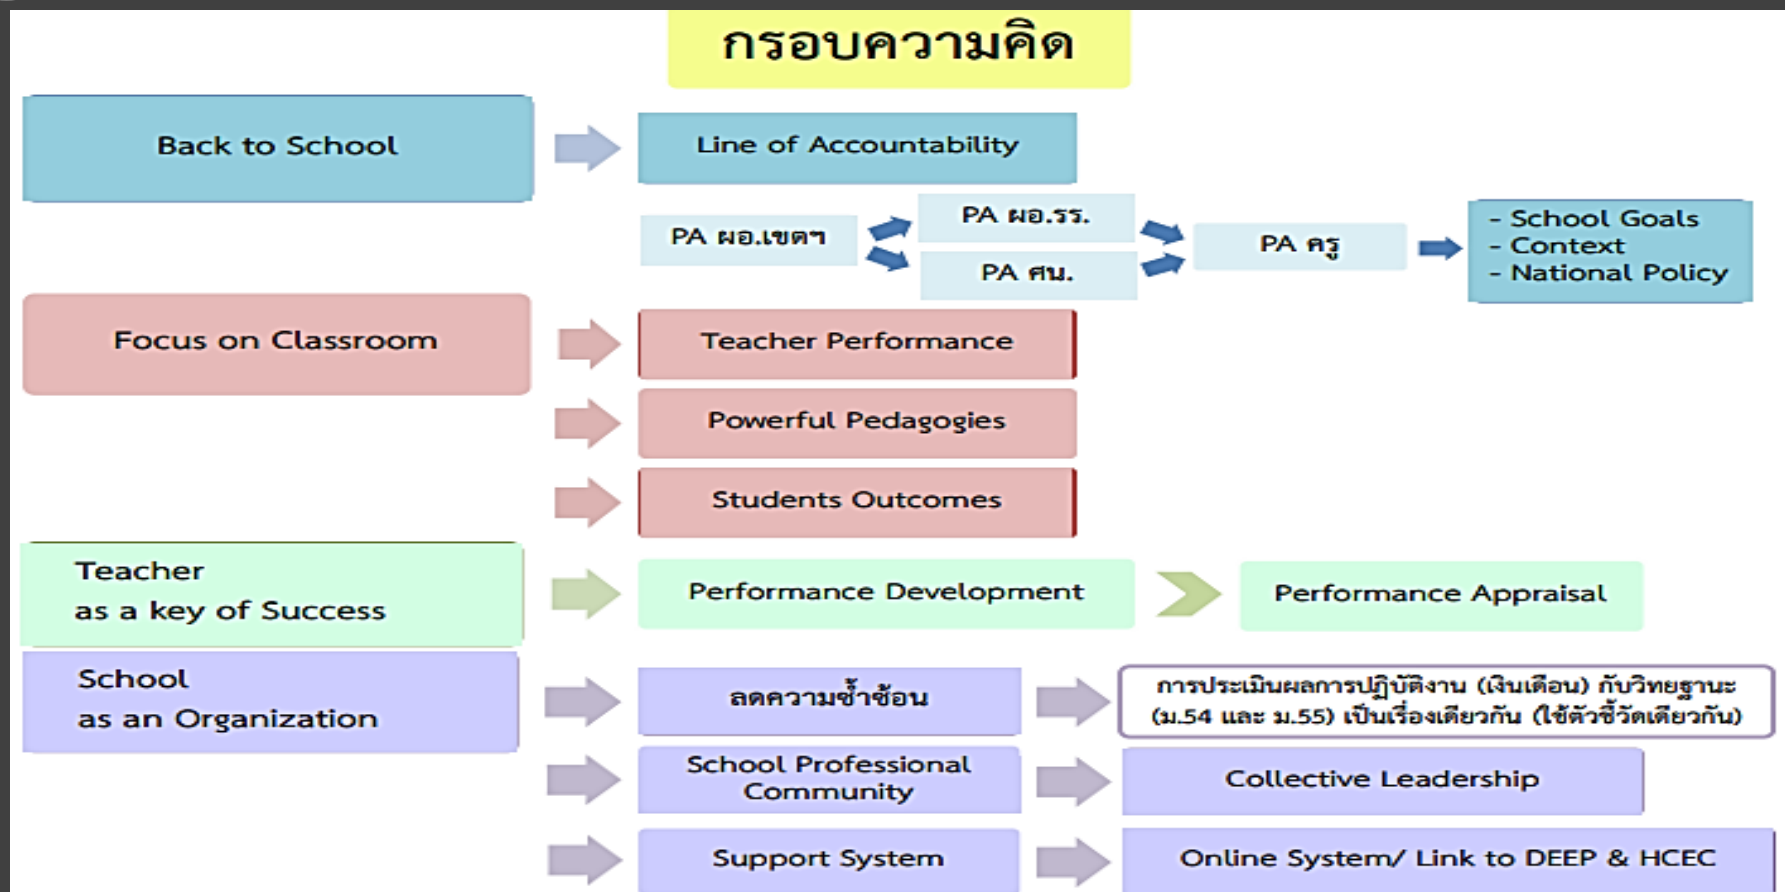 กรอบความคิด
Back to School
Line of Accountability
PA ผอ.เขตฯ
PA ผอ.รร.
PA ศน.
PA ครู
- School Goals
- Context
- National Policy
Focus on Classroom
Teacher Performance
Powerful Pedagogies
Students Outcomes
Teacher
as a key of Success
Performance Development
Performance Appraisal
School
as an Organization
ลดความซ้ำซ้อน
การประเมินผลการปฏิบัติงาน (เงินเดือน) กับวิทยฐานะ
(ม.54 และ ม.55) เป็นเรื่องเดียวกัน (ใช้ตัวชี้วัดเดียวกัน)
School Professional
Community
Collective Leadership
Support System
Online System/ Link to DEEP & HCEC